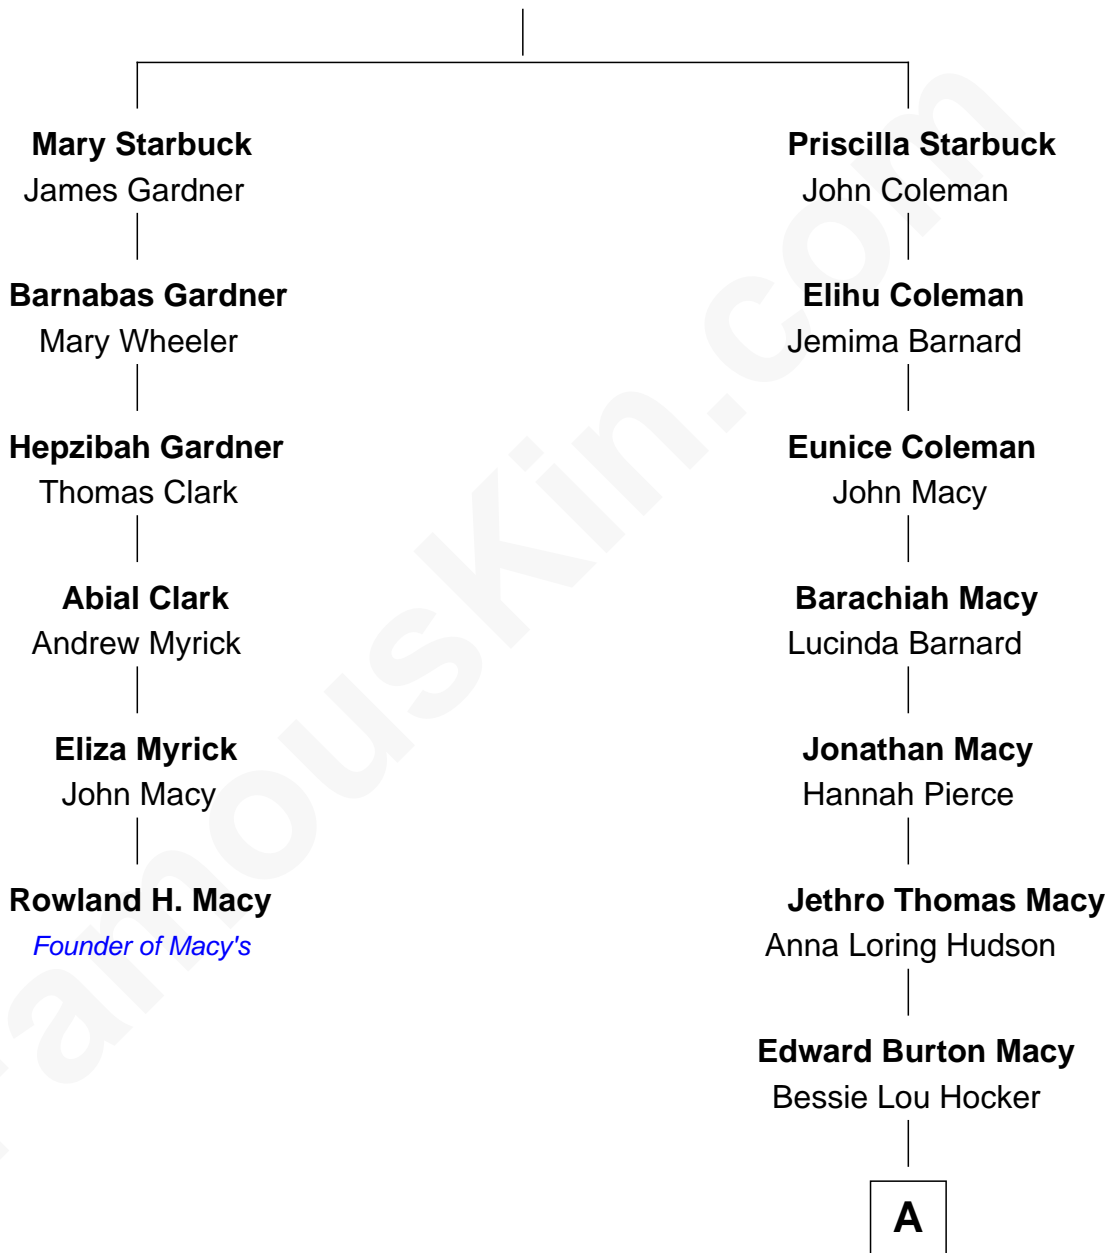 Mary Starbuck
James Gardner
Barnabas Gardner
Mary Wheeler
Hepzibah Gardner
Thomas Clark
Abial Clark
Andrew Myrick
Eliza Myrick
John Macy
Rowland H. Macy
Founder of Macy's
Priscilla Starbuck
John Coleman
Elihu Coleman
Jemima Barnard
Eunice Coleman
John Macy
Barachiah Macy
Lucinda Barnard
Jonathan Macy
Hannah Pierce
Jethro Thomas Macy
Anna Loring Hudson
Edward Burton Macy
Bessie Lou Hocker
A
FamousKin.com